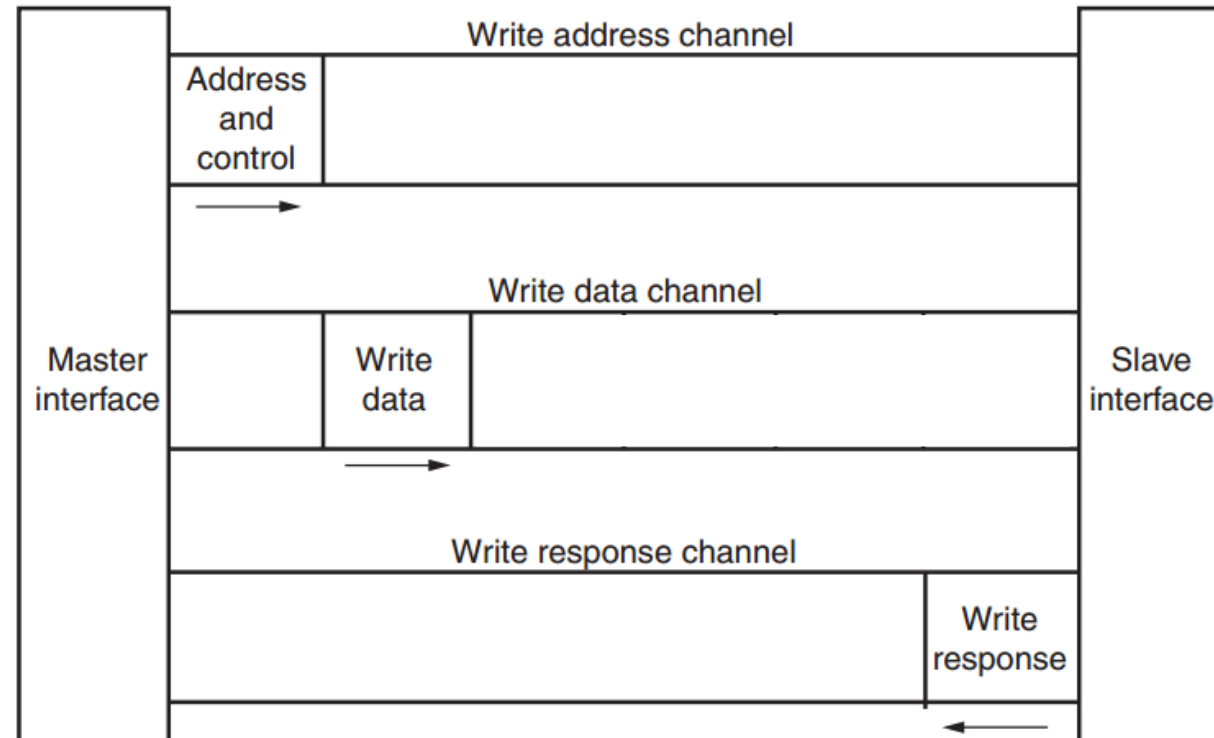 Write address channel
Address
and
control
Write data channel
Master
interface
Write
data
Slave
interface
Write response channel
Write
response